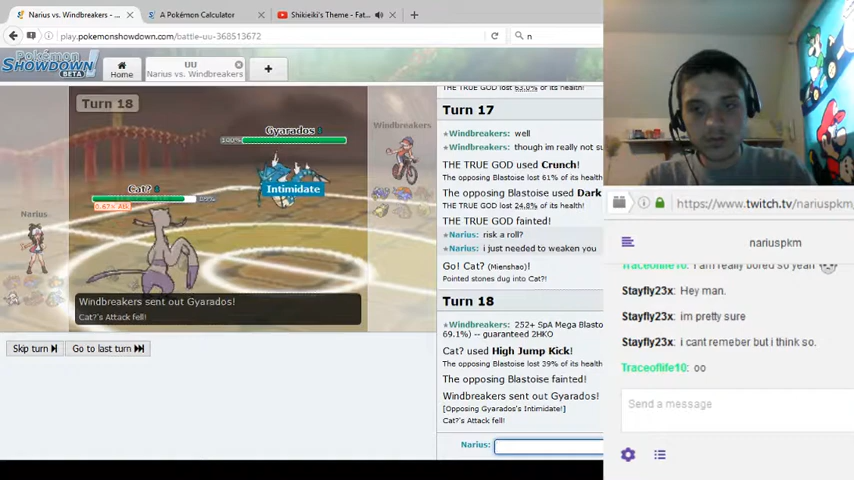 Narius vs. Windbreakers - ...
A Pokémon Calculator
Shikieiki's Theme - Fat...
play.pokemonshowdown.com/battle-uu-368513672
n
Pokémon
Showdown
BETA
Home
UU
Narius vs. Windbreakers
Turn 18
Gyarados
100%
Windbreakers
Intimidate
Cat?
89%
0.67× Atk
Narius
Windbreakers sent out Gyarados!
Cat?'s Attack fell!
Skip turn
Go to last turn
THE TRUE GOD lost 63.0% of its health!
Turn 17
Windbreakers: well
Windbreakers: though im really not su
THE TRUE GOD used Crunch!
The opposing Blastoise lost 61% of its health!
The opposing Blastoise used Dark
THE TRUE GOD lost 24.8% of its health!
THE TRUE GOD fainted!
Narius: risk a roll?
Narius: i just needed to weaken you
Go! Cat? (Mienshao)!
Pointed stones dug into Cat?!
Turn 18
Windbreakers: 252+ SpA Mega Blasto
69.1%) -- guaranteed 2HKO
Cat? used High Jump Kick!
The opposing Blastoise lost 39% of its health
The opposing Blastoise fainted!
Windbreakers sent out Gyarados!
[Opposing Gyarados's Intimidate!]
Cat?'s Attack fell!
Narius:
https://www.twitch.tv/nariuspkm
nariuspkm
Traceoflife10: I am really bored so yeah
Stayfly23x: Hey man.
Stayfly23x: im pretty sure
Stayfly23x: i cant remeber but i think so.
Traceoflife10: oo
Send a message